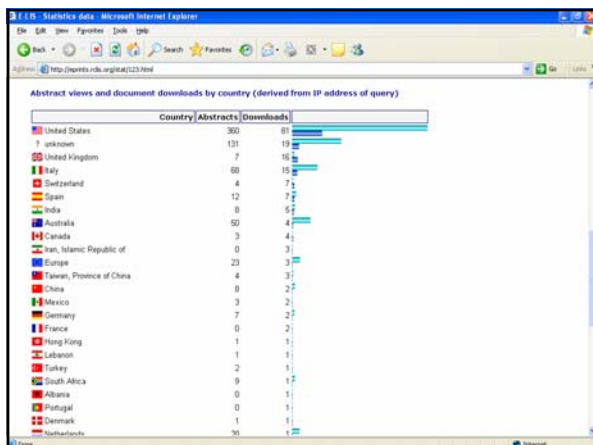 E-LIS - Statistics data - Microsoft Internet Explorer
File Edit View Favorites Tools Help
Back Search Favorites
Address http://eprints.rclis.org/stat/123.html Go Links
Abstract views and document downloads by country (derived from IP address of query)
Country Abstracts Downloads
United States 360 81
? unknown 131 19
United Kingdom 7 16
Italy 68 15
Switzerland 4 7
Spain 12 7
India 8 5
Australia 50 4
Canada 3 4
Iran, Islamic Republic of 0 3
Europe 23 3
Taiwan, Province of China 4 3
China 8 2
Mexico 3 2
Germany 7 2
France 0 2
Hong Kong 1 1
Lebanon 1 1
Turkey 2 1
South Africa 9 1
Albania 0 1
Portugal 0 1
Denmark 1 1
Netherlands 20 1
Done Internet